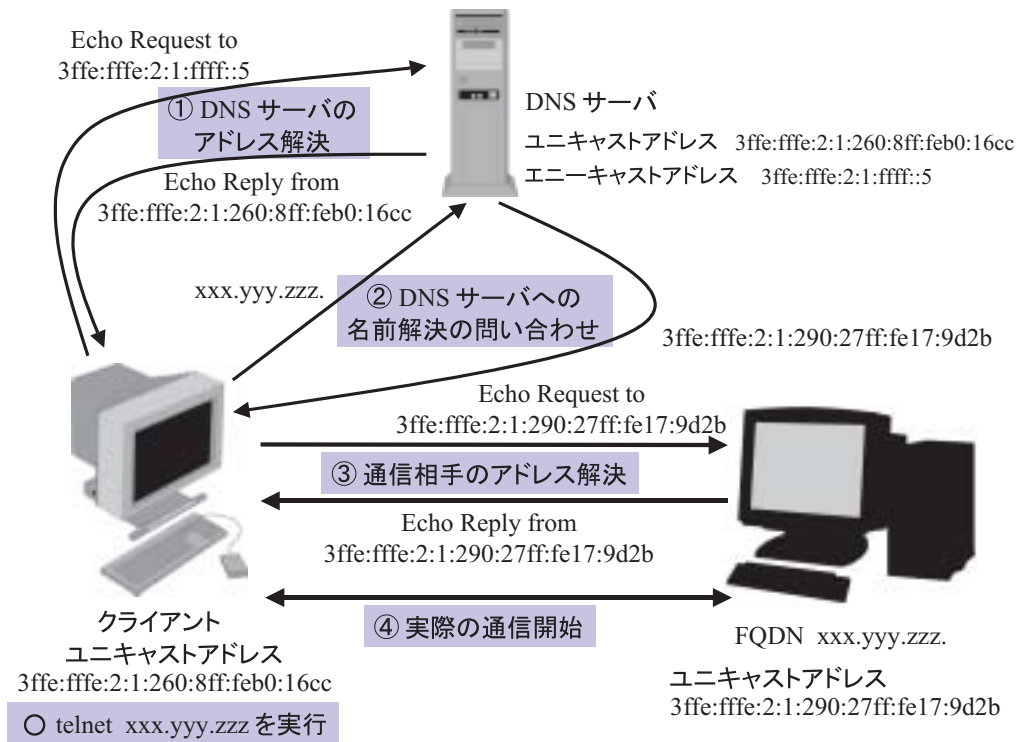 Echo Request to
3ffe:fffe:2:1:ffff::5
① DNS サーバの
アドレス解決
Echo Reply from
3ffe:fffe:2:1:260:8ff:feb0:16cc
DNS サーバ
ユニキャストアドレス 3ffe:fffe:2:1:260:8ff:feb0:16cc
エニーキャストアドレス 3ffe:fffe:2:1:ffff::5
xxx.yyy.zzz.
② DNS サーバへの
名前解決の問い合わせ
3ffe:fffe:2:1:290:27ff:fe17:9d2b
Echo Request to
3ffe:fffe:2:1:290:27ff:fe17:9d2b
③ 通信相手のアドレス解決
Echo Reply from
3ffe:fffe:2:1:290:27ff:fe17:9d2b
④ 実際の通信開始
クライアント
ユニキャストアドレス
3ffe:fffe:2:1:260:8ff:feb0:16cc
○ telnet xxx.yyy.zzz を実行
FQDN xxx.yyy.zzz.
ユニキャストアドレス
3ffe:fffe:2:1:290:27ff:fe17:9d2b